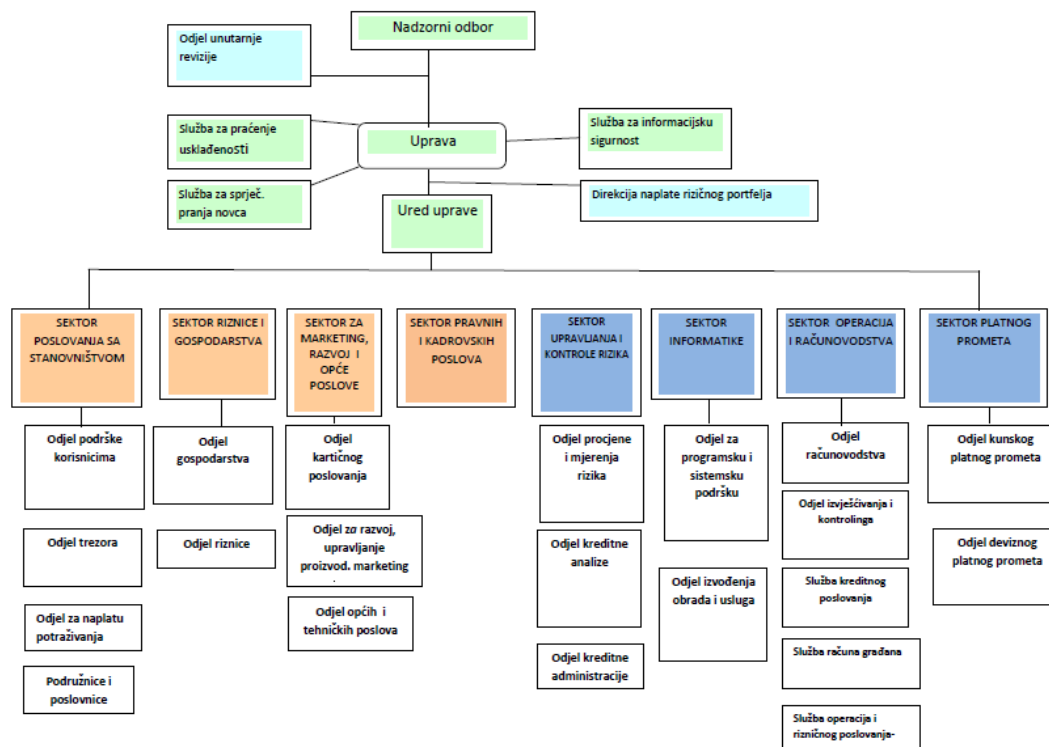 Nadzorni odbor
Odjel unutarnje
revizije
Služba za praćenje
usklađenosti
Uprava
Služba za informacijsku
sigurnost
Služba za sprječ.
pranja novca
Ured uprave
Direkcija naplate rizičnog portfelja
SEKTOR
POSLOVANJA SA
STANOVNIŠTVOM
Odjel podrške
korisnicima
Odjel trezora
Odjel za naplatu
potraživanja
Podružnice i
poslovnice
SEKTOR RIZNICE I
GOSPODARSTVA
Odjel
gospodarstva
Odjel riznice
SEKTOR ZA
MARKETING,
RAZVOJ I
OPĆE
POSLOVE
Odjel
kartičnog
poslovanja
Odjel za razvoj,
upravljanje
proizvod. marketing
.
Odjel općih i
tehničkih poslova
SEKTOR PRAVNIH
I KADROVSKIH
POSLOVA
SEKTOR
UPRAVLJANJA I
KONTROLE RIZIKA
Odjel procjene
i mjerenja
rizika
Odjel kreditne
analize
Odjel kreditne
administracije
SEKTOR
INFORMATIKE
Odjel za
programsku i
sistemsku
podršku
Odjel izvođenja
obrada i usluga
SEKTOR OPERACIJA
I RAČUNOVODSTVA
Odjel
računovodstva
Odjel izvješćivanja i
kontrolinga
Služba kreditnog
poslovanja
Služba računa građana
Služba operacija i
rizničnog poslovanja-
SEKTOR PLATNOG
PROMETA
Odjel kunskog
platnog prometa
Odjel deviznog
platnog prometa